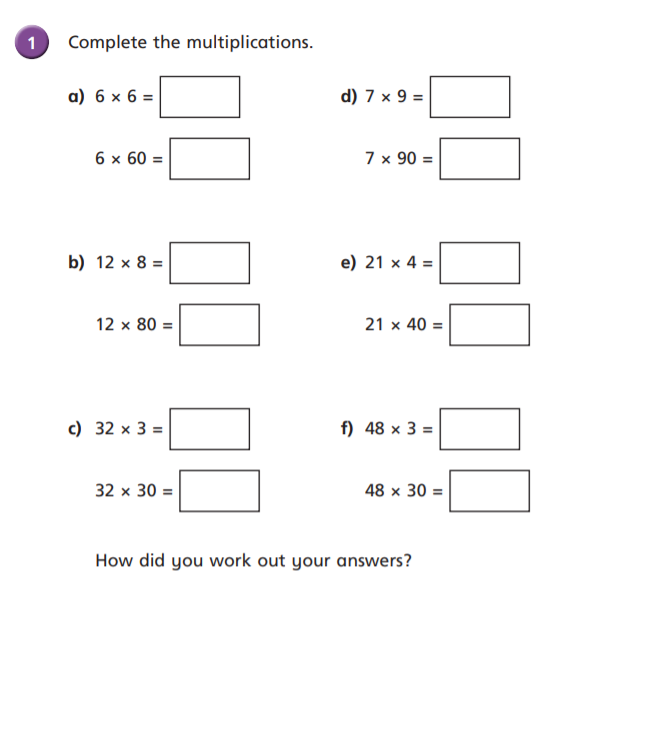 1 Complete the multiplications.
a) 6 × 6 =
6 × 60 =
b) 12 × 8 =
12 × 80 =
c) 32 × 3 =
32 × 30 =
d) 7 × 9 =
7 × 90 =
e) 21 × 4 =
21 × 40 =
f) 48 × 3 =
48 × 30 =
How did you work out your answers?